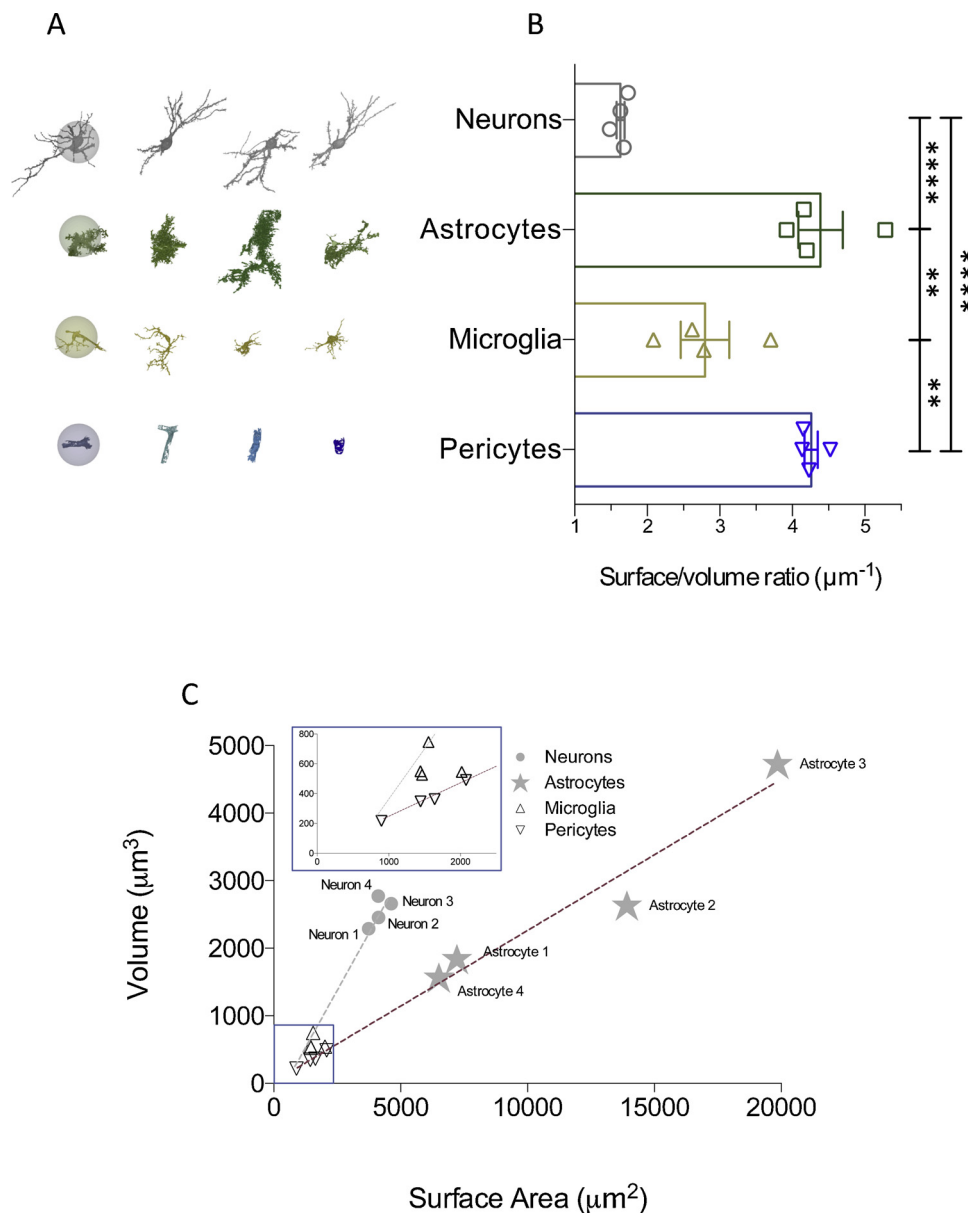 A
B
Neurons
Astrocytes
Microglia
Pericytes
****
**
**
****
1 2 3 4 5
Surface/volume ratio (µm⁻¹)
C
5000
4000
3000
2000
1000
0
Volume (µm³)
800
600
400
200
0
0 1000 2000
Neurons
Astrocytes
Microglia
Pericytes
Astrocyte 3
Neuron 4
Neuron 3
Neuron 2
Neuron 1
Astrocyte 2
Astrocyte 1
Astrocyte 4
0 5000 10000 15000 20000
Surface Area (µm²)